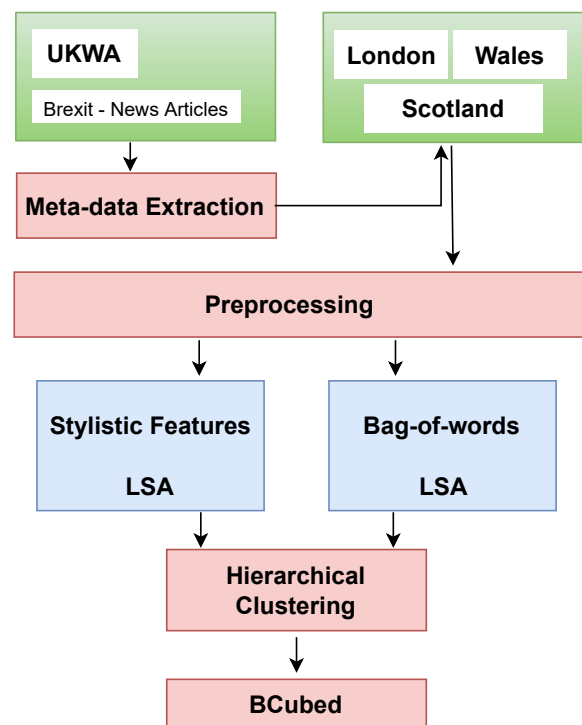 UKWA
Brexit - News Articles
London
Wales
Scotland
Meta-data Extraction
Preprocessing
Stylistic Features
LSA
Bag-of-words
LSA
Hierarchical
Clustering
BCubed